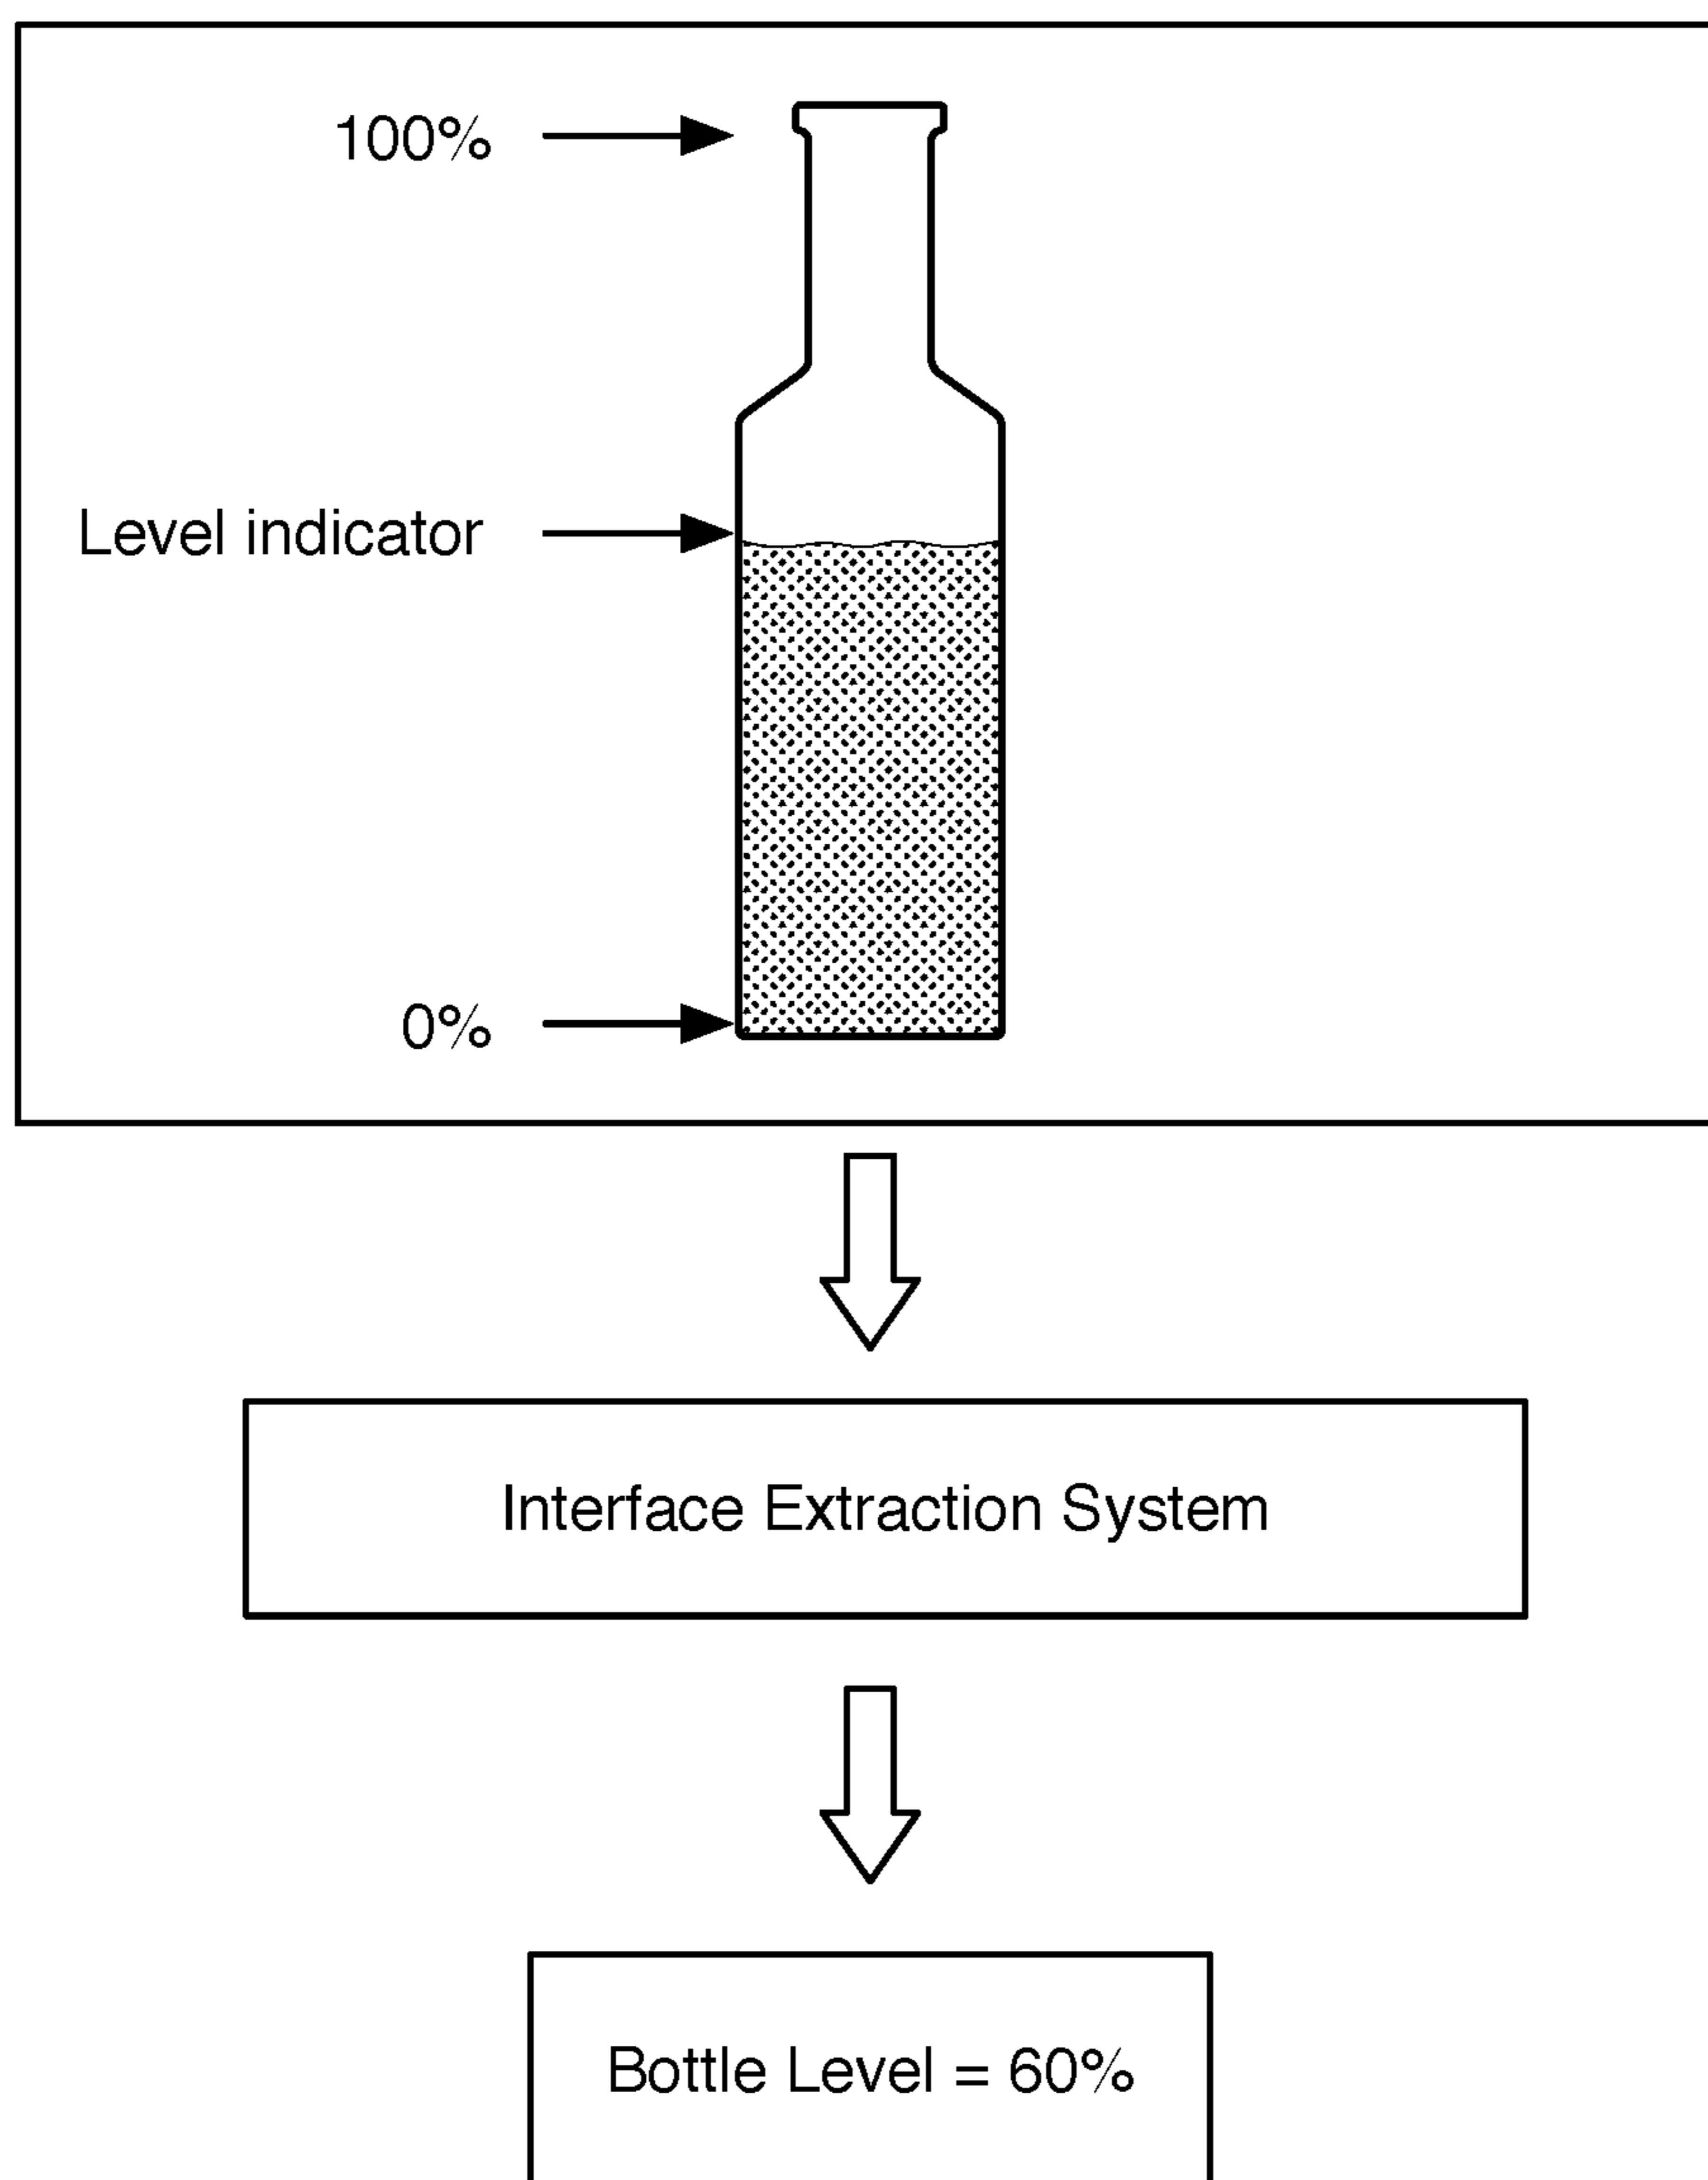 100%
Level indicator
0%
Interface Extraction System
Bottle Level = 60%